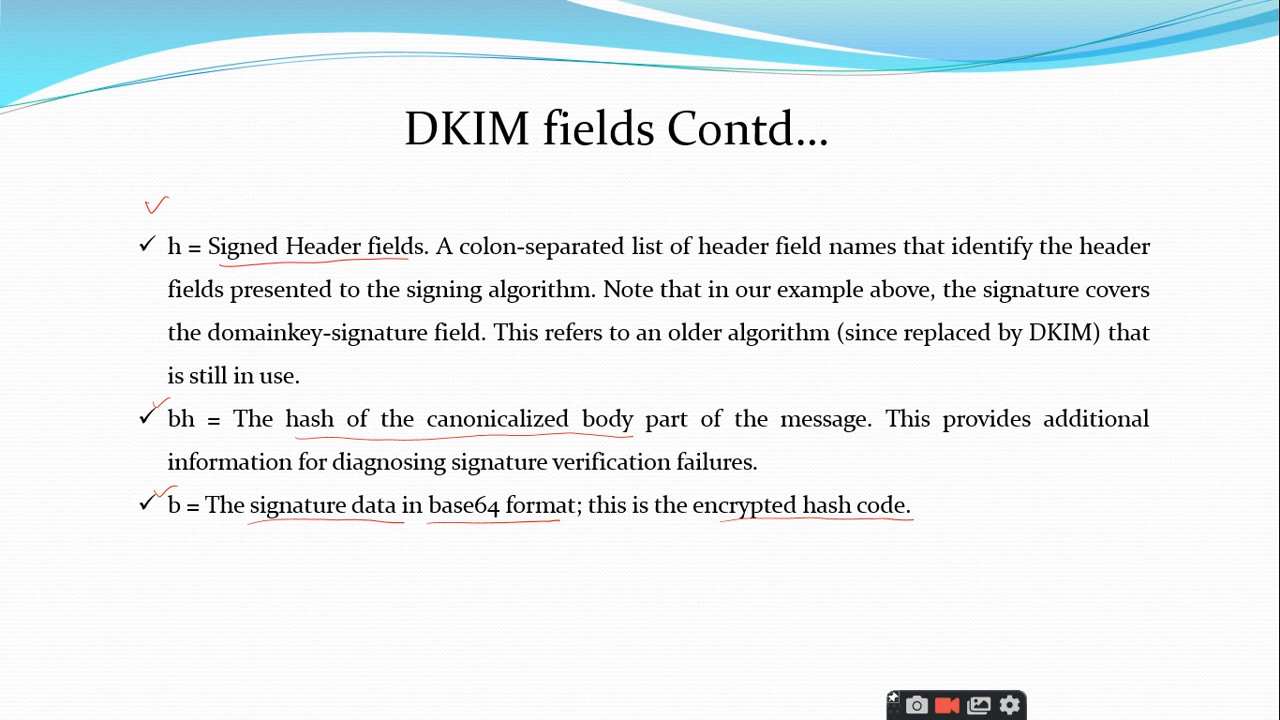 DKIM fields Contd...
✓ h = Signed Header fields. A colon-separated list of header field names that identify the header
fields presented to the signing algorithm. Note that in our example above, the signature covers
the domainkey-signature field. This refers to an older algorithm (since replaced by DKIM) that
is still in use.
✓ bh = The hash of the canonicalized body part of the message. This provides additional
information for diagnosing signature verification failures.
✓ b = The signature data in base64 format; this is the encrypted hash code.